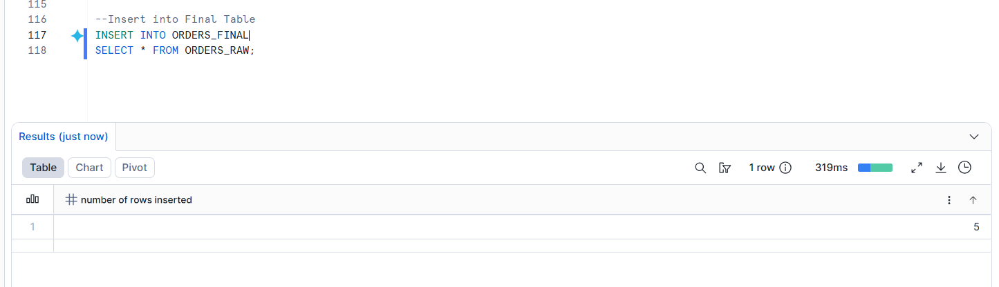 115
116 --Insert into Final Table
117 INSERT INTO ORDERS_FINAL
118 SELECT * FROM ORDERS_RAW;
Results (just now)
Table Chart Pivot 1 row 319ms
number of rows inserted
1 5